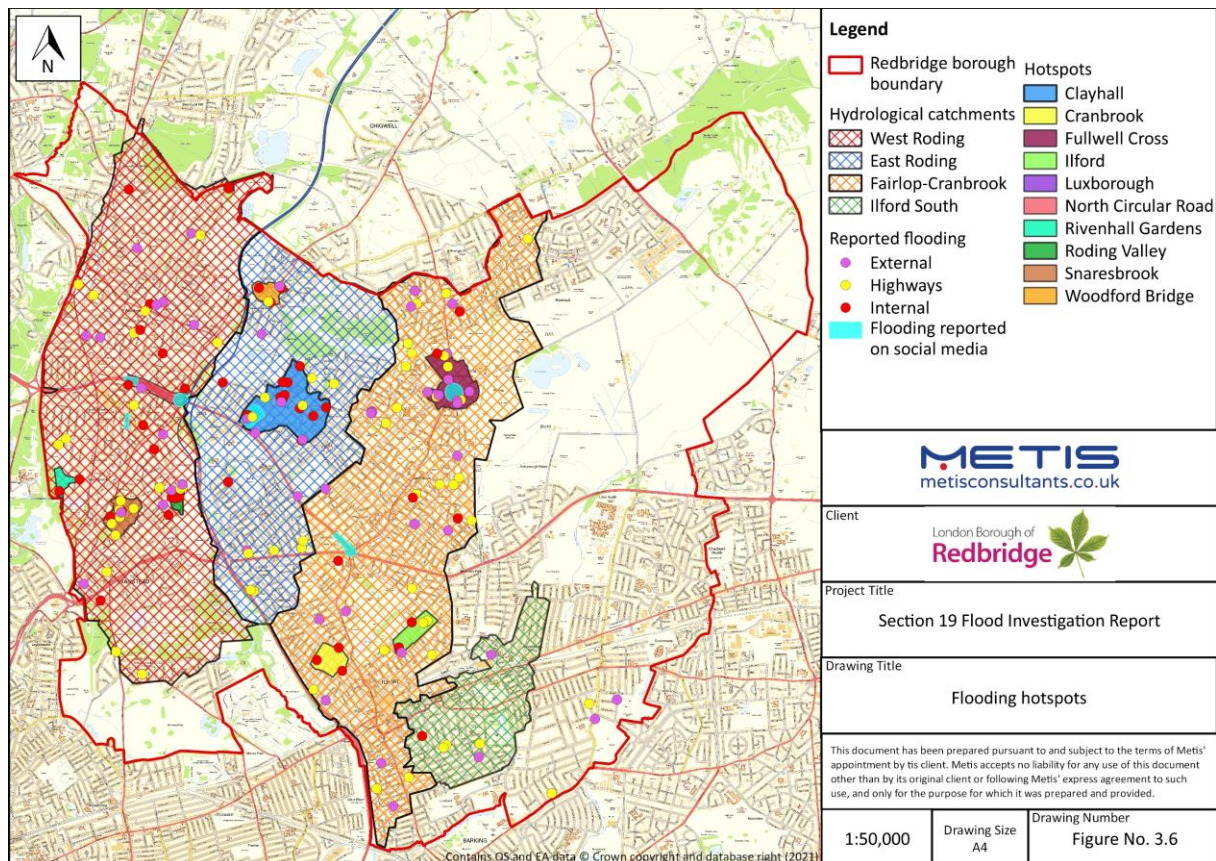 N
CHIGWELL
ILFORD
BARKING
Contains OS and EA data © Crown copyright and database right (2021)
Legend
Redbridge borough
boundary
Hydrological catchments
West Roding
East Roding
Fairlop-Cranbrook
Ilford South
Reported flooding
External
Highways
Internal
Flooding reported
on social media
Hotspots
Clayhall
Cranbrook
Fullwell Cross
Ilford
Luxborough
North Circular Road
Rivenhall Gardens
Roding Valley
Snaresbrook
Woodford Bridge
METIS
metisconsultants.co.uk
Client
London Borough of
Redbridge
Project Title
Section 19 Flood Investigation Report
Drawing Title
Flooding hotspots
This document has been prepared pursuant to and subject to the terms of Metis'
appointment by tis client. Metis accepts no liability for any use of this document
other than by its original client or following Metis' express agreement to such
use, and only for the purpose for which it was prepared and provided.
1:50,000
Drawing Size
A4
Drawing Number
Figure No. 3.6